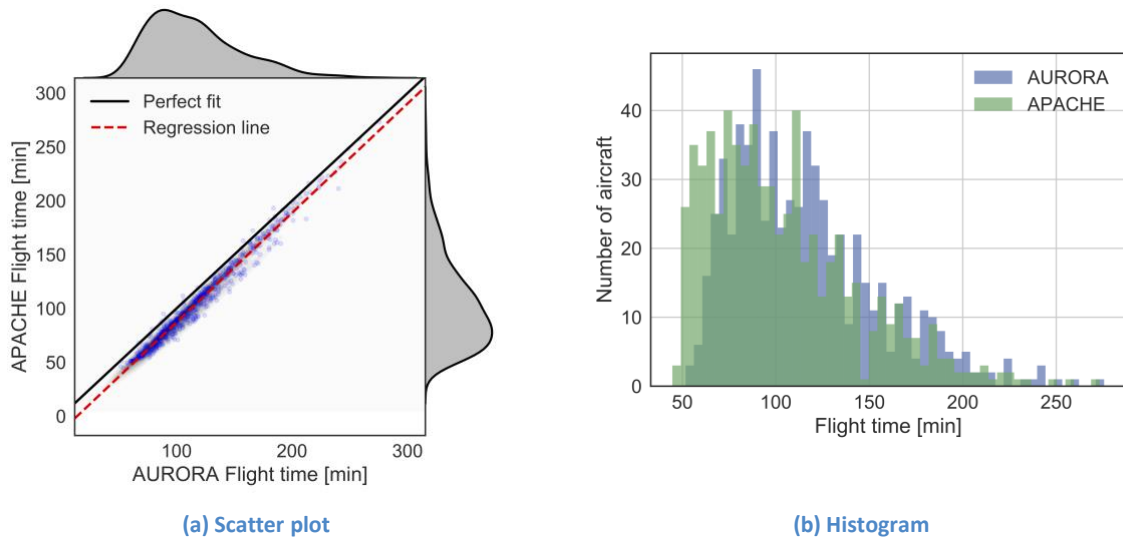 300
250
200
150
100
50
0
APACHE Flight time [min]
Perfect fit
Regression line
100
200
300
AURORA Flight time [min]
(a) Scatter plot
40
30
20
10
0
Number of aircraft
AURORA
APACHE
50
100
150
200
250
Flight time [min]
(b) Histogram